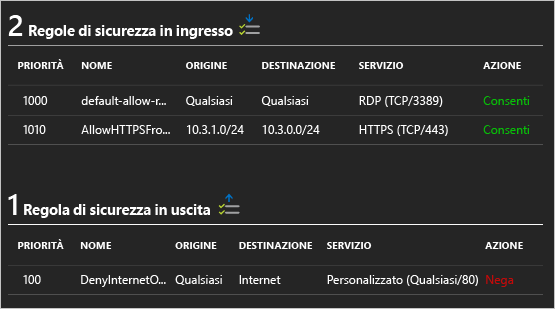 2 Regole di sicurezza in ingresso
PRIORITÀ NOME ORIGINE DESTINAZIONE SERVIZIO AZIONE
1000 default-allow-r... Qualsiasi Qualsiasi RDP (TCP/3389) Consenti
1010 AllowHTTPSFro... 10.3.1.0/24 10.3.0.0/24 HTTPS (TCP/443) Consenti
1 Regola di sicurezza in uscita
PRIORITÀ NOME ORIGINE DESTINAZIONE SERVIZIO AZIONE
100 DenyInternetO... Qualsiasi Internet Personalizzato (Qualsiasi/80) Nega